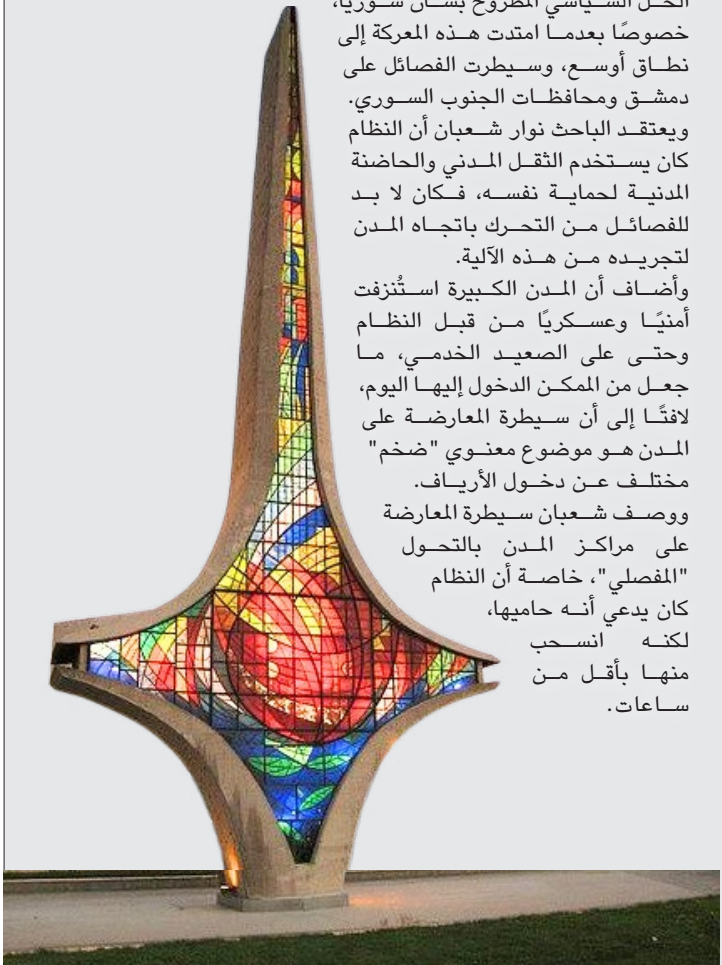 الحل السياسي المطروح بشأن سوريا،
خصوصًا بعدما امتدت هذه المعركة إلى
نطاق أوسع، وسيطرت الفصائل على
دمشق ومحافظات الجنوب السوري.
ويعتقد الباحث نوار شعبان أن النظام
كان يستخدم الثقل المدني والحاضنة
المدنية لحماية نفسه، فكان لا بد
للفصائل من التحرك باتجاه المدن
لتجريده من هذه الآلية.
وأضاف أن المدن الكبيرة استُنزفت
أمنيًا وعسكريًا من قبل النظام
وحتى على الصعيد الخدمي، ما
جعل من الممكن الدخول إليها اليوم،
لافتًا إلى أن سيطرة المعارضة على
المدن هو موضوع معنوي "ضخم"
مختلف عن دخول الأرياف.
ووصف شعبان سيطرة المعارضة
على مراكز المدن بالتحول
"المفصلي"، خاصة أن النظام
كان يدعي أنه حاميها،
لكنه انسحب
منها بأقل من
ساعات.